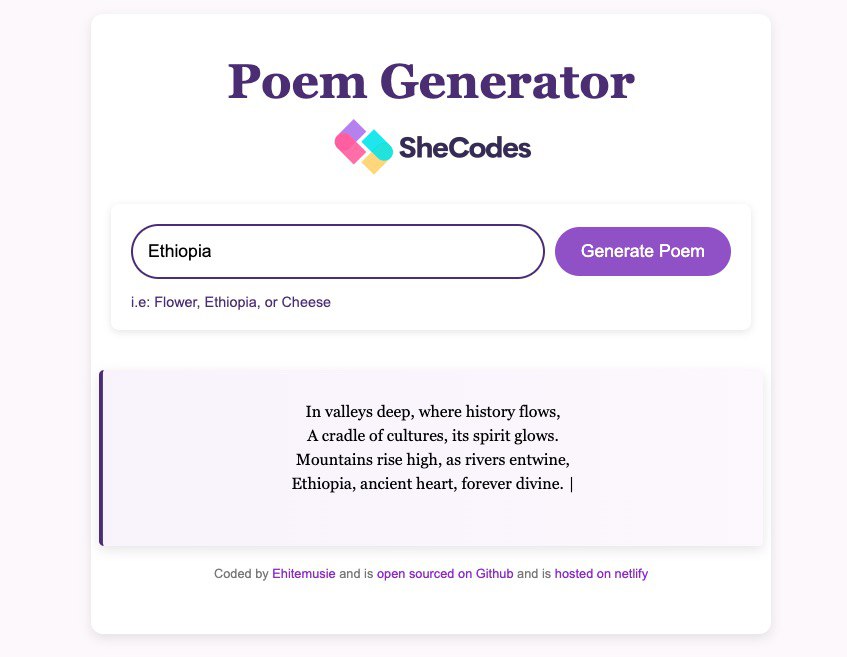 Poem Generator
SheCodes
Ethiopia
Generate Poem
i.e: Flower, Ethiopia, or Cheese
In valleys deep, where history flows,
A cradle of cultures, its spirit glows.
Mountains rise high, as rivers entwine,
Ethiopia, ancient heart, forever divine. |
Coded by Ehitemusie and is open sourced on Github and is hosted on netlify